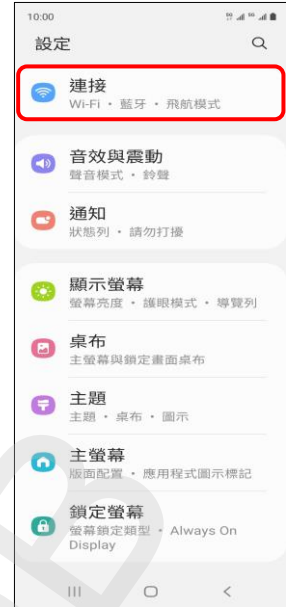 10:00
設定
連接
Wi-Fi • 藍牙 • 飛航模式
音效與震動
聲音模式 • 鈴聲
通知
狀態列 • 請勿打擾
顯示螢幕
螢幕亮度 • 護眼模式 • 導覽列
桌布
主螢幕與鎖定畫面桌布
主題
主題 • 桌布 • 圖示
主螢幕
版面配置 • 應用程式圖示標記
鎖定螢幕
螢幕鎖定類型 • Always On
Display